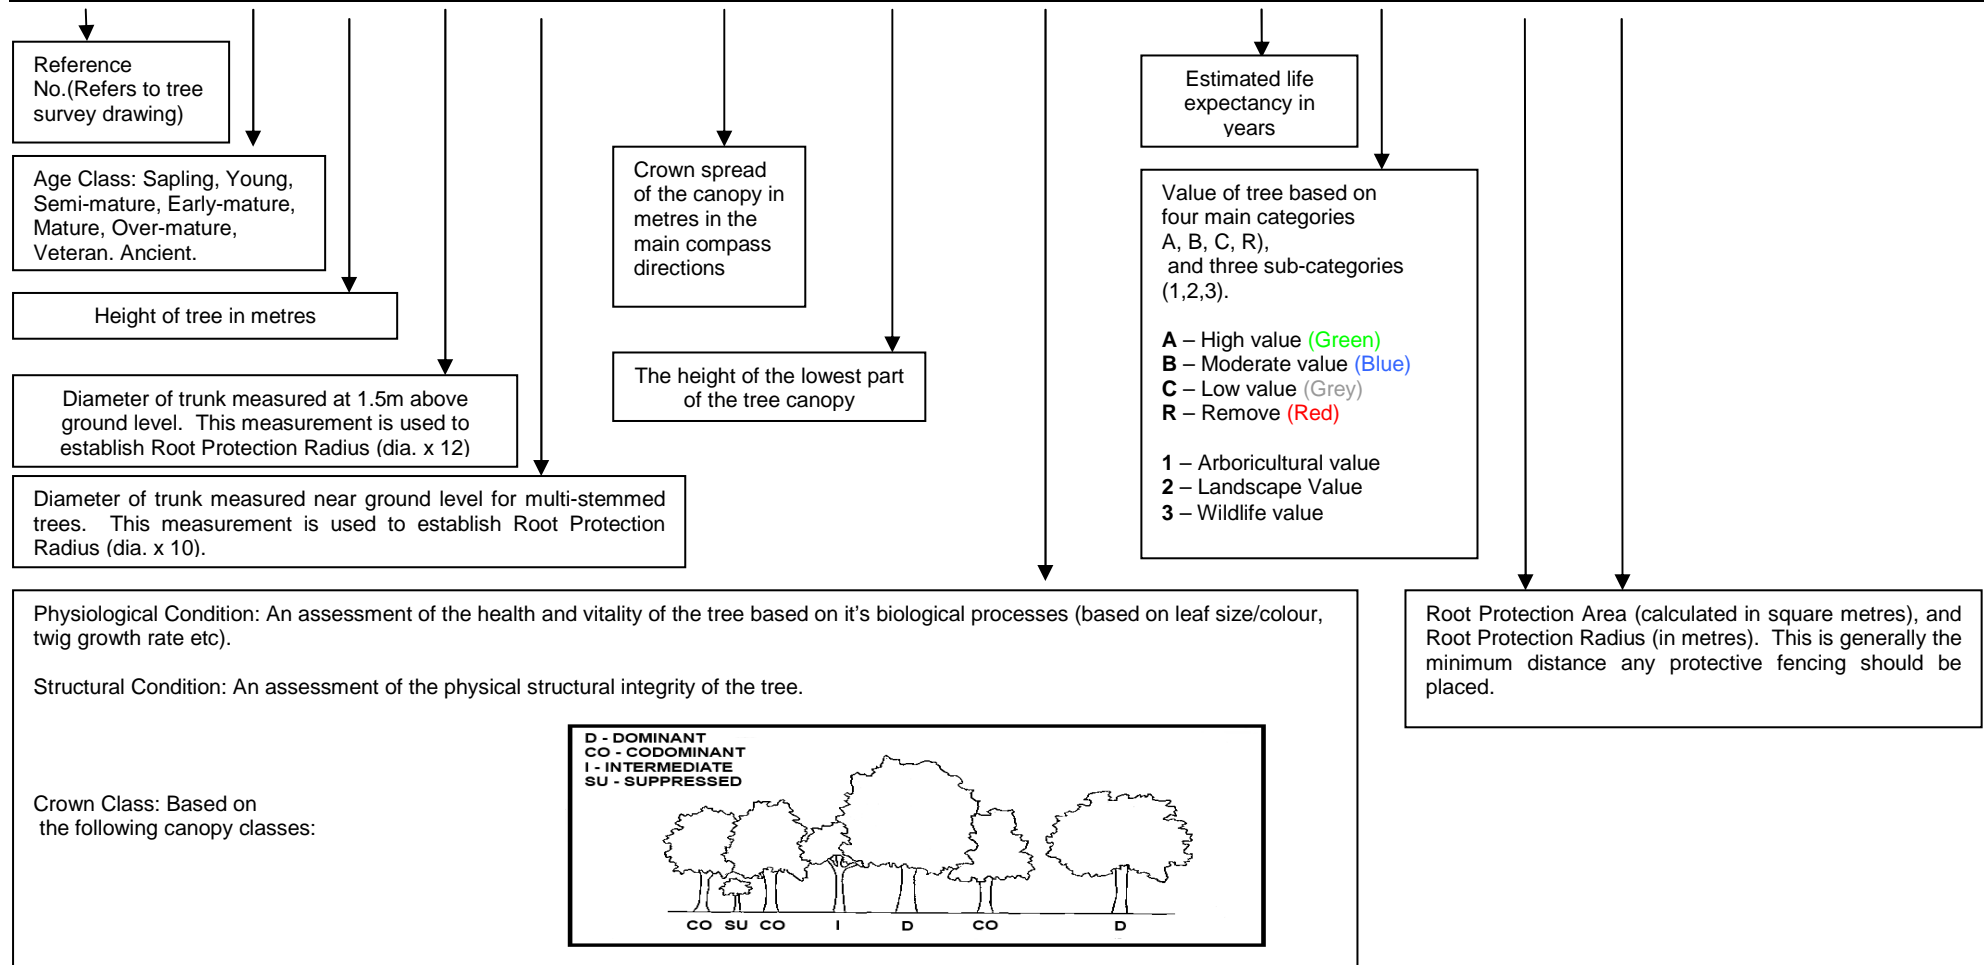 Reference
No.(Refers to tree
survey drawing)
Age Class: Sapling, Young,
Semi-mature, Early-mature,
Mature, Over-mature,
Veteran. Ancient.
Height of tree in metres
Diameter of trunk measured at 1.5m above
ground level. This measurement is used to
establish Root Protection Radius (dia. x 12)
Diameter of trunk measured near ground level for multi-stemmed
trees. This measurement is used to establish Root Protection
Radius (dia. x 10).
Crown spread
of the canopy in
metres in the
main compass
directions
The height of the lowest part
of the tree canopy
Estimated life
expectancy in
years
Value of tree based on
four main categories
A, B, C, R),
and three sub-categories
(1,2,3).
A – High value (Green)
B – Moderate value (Blue)
C – Low value (Grey)
R – Remove (Red)
1 – Arboricultural value
2 – Landscape Value
3 – Wildlife value
Physiological Condition: An assessment of the health and vitality of the tree based on it's biological processes (based on leaf size/colour,
twig growth rate etc).
Structural Condition: An assessment of the physical structural integrity of the tree.
Crown Class: Based on
the following canopy classes:
D - DOMINANT
CO - CODOMINANT
I - INTERMEDIATE
SU - SUPPRESSED
CO SU CO I D CO D
Root Protection Area (calculated in square metres), and
Root Protection Radius (in metres). This is generally the
minimum distance any protective fencing should be
placed.